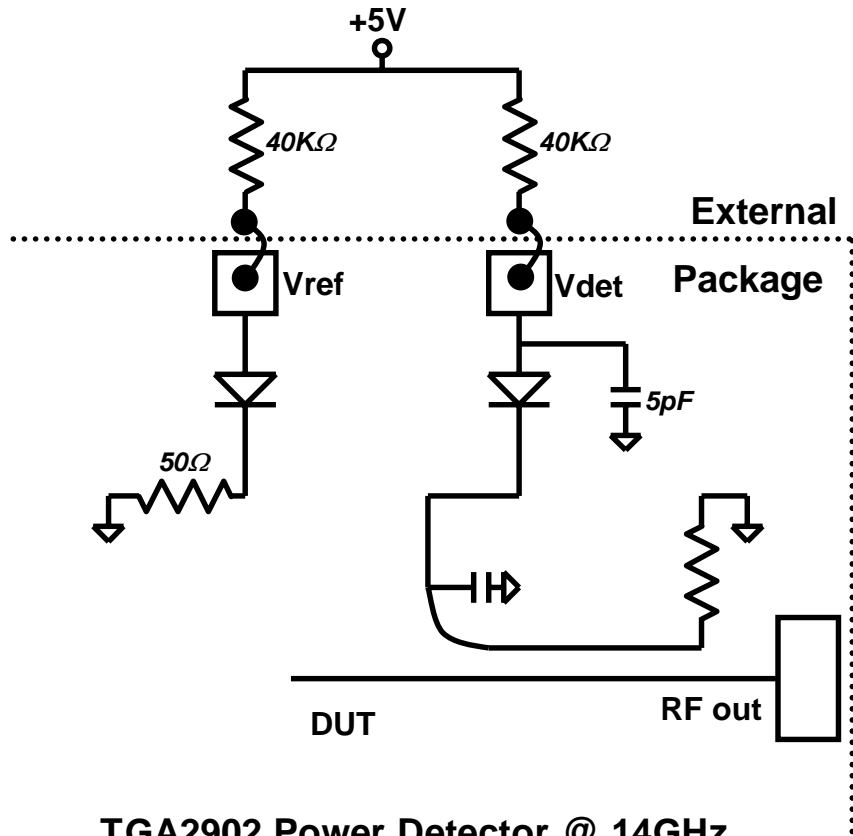 +5V
40KΩ
40KΩ
External
Vref
Vdet
Package
5pF
50Ω
RF out
DUT
TGA2902 Power Detector @ 14GHz